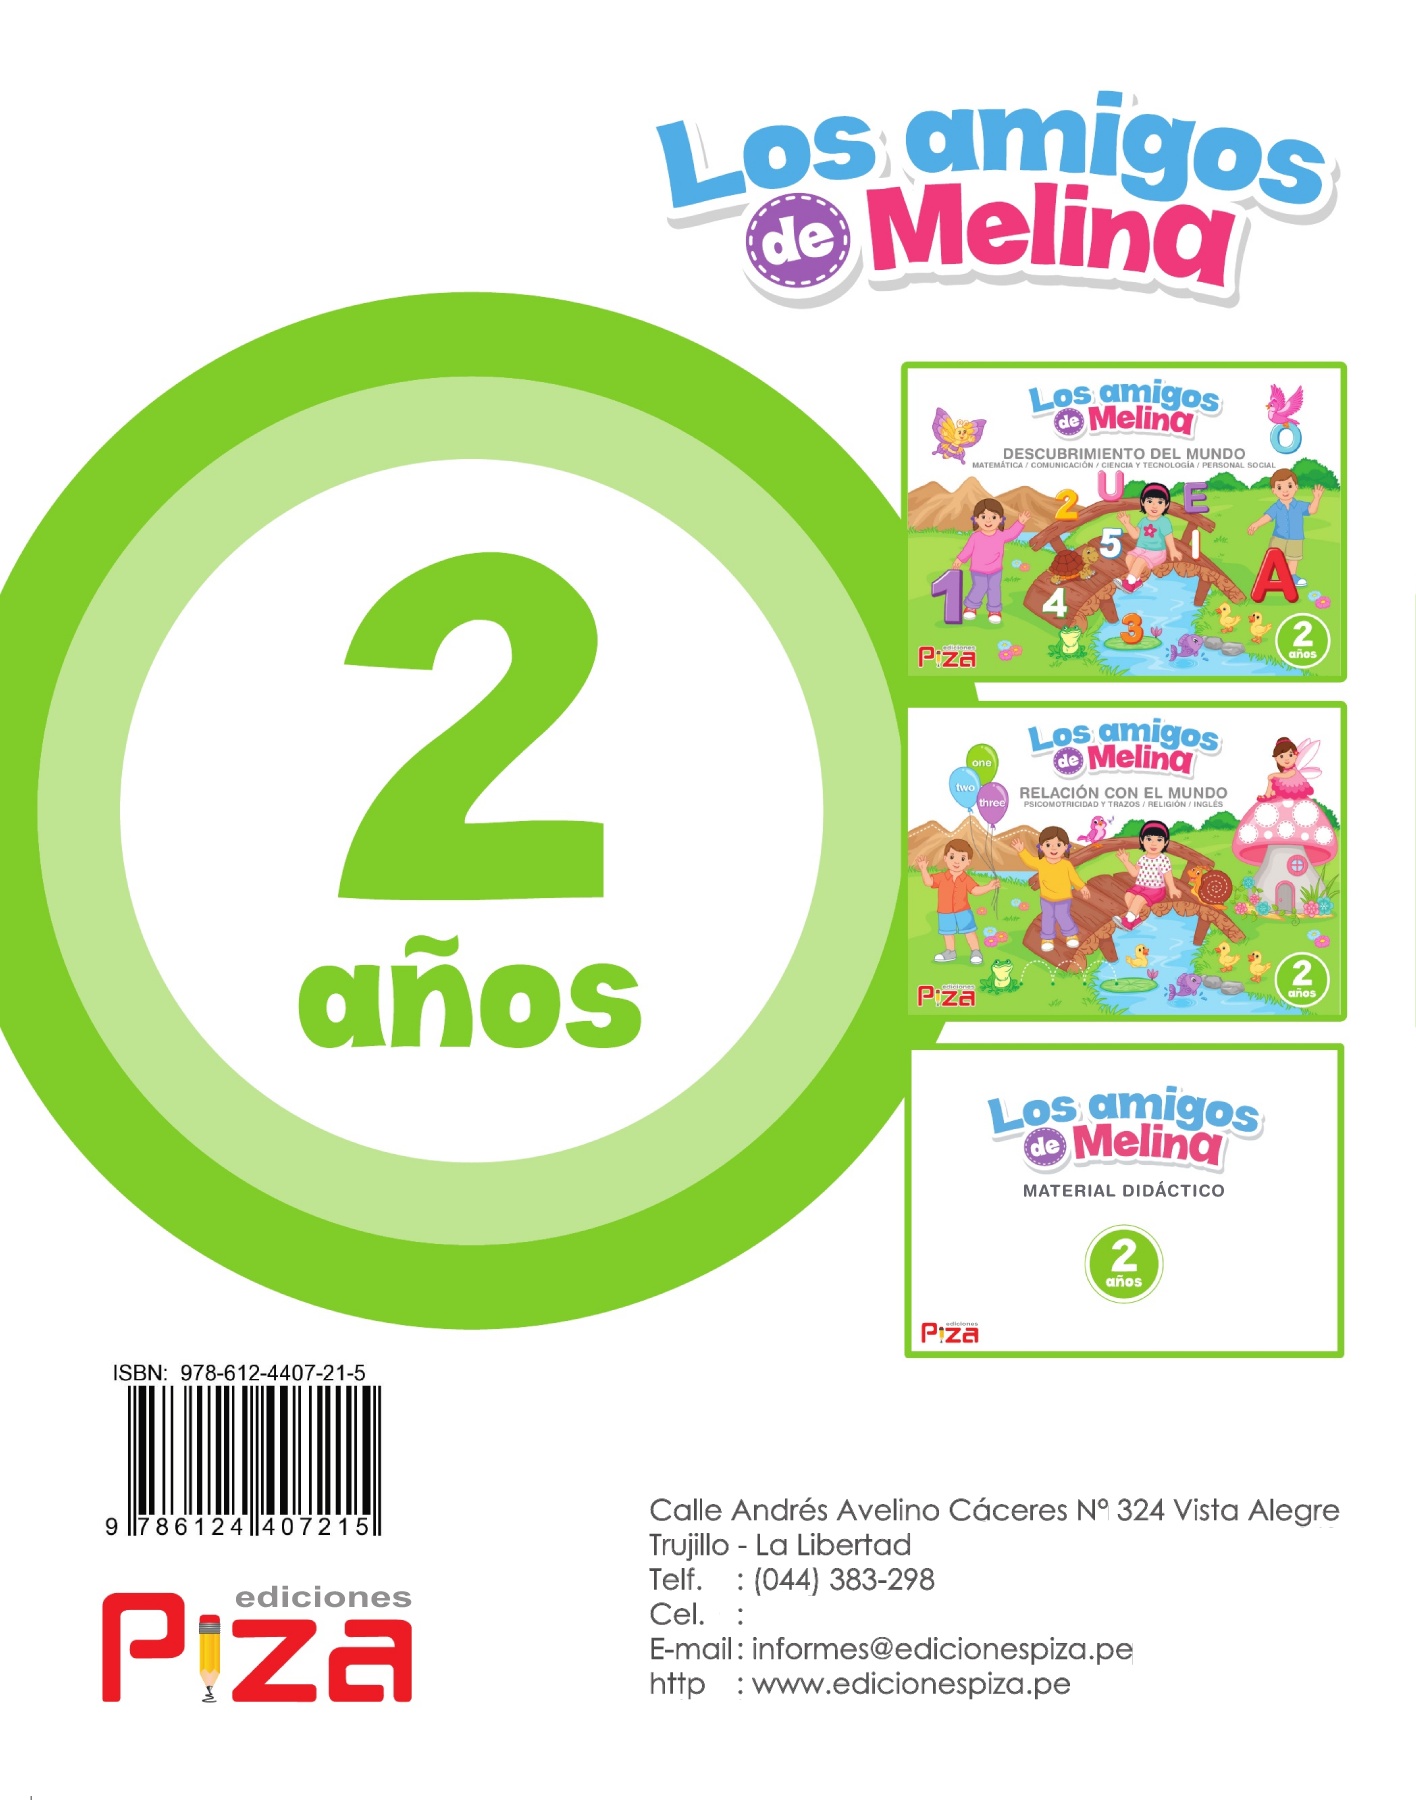 Los amigos
de Melina
Los amigos
de Melina
DESCUBRIMIENTO DEL MUNDO
MATEMÁTICA / COMUNICACIÓN / CIENCIA Y TECNOLOGÍA / PERSONAL SOCIAL
O
2 U E
5 I
1 4 3 A
ediciones
Piza
2
años
Los amigos
de Melina
one
two
three
RELACIÓN CON EL MUNDO
PSICOMOTRICIDAD Y TRAZOS / RELIGIÓN / INGLÉS
ediciones
Piza
2
años
2
años
Los amigos
de Melina
MATERIAL DIDÁCTICO
2
años
ediciones
Piza
ISBN: 978-612-4407-21-5
9 786124 407215
ediciones
Piza
Calle Andrés Avelino Cáceres Nº 324 Vista Alegre
Trujillo - La Libertad
Telf. : (044) 383-298
Cel. :
E-mail : informes@edicionespiza.pe
http : www.edicionespiza.pe